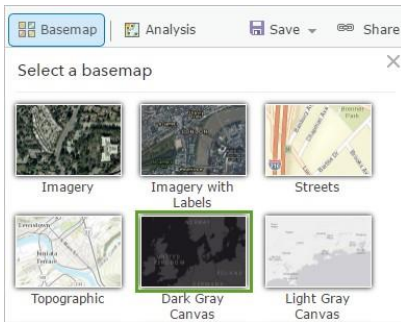 Basemap Analysis Save Share
Select a basemap
Imagery
Imagery with
Labels
Streets
Topographic
Dark Gray
Canvas
Light Gray
Canvas